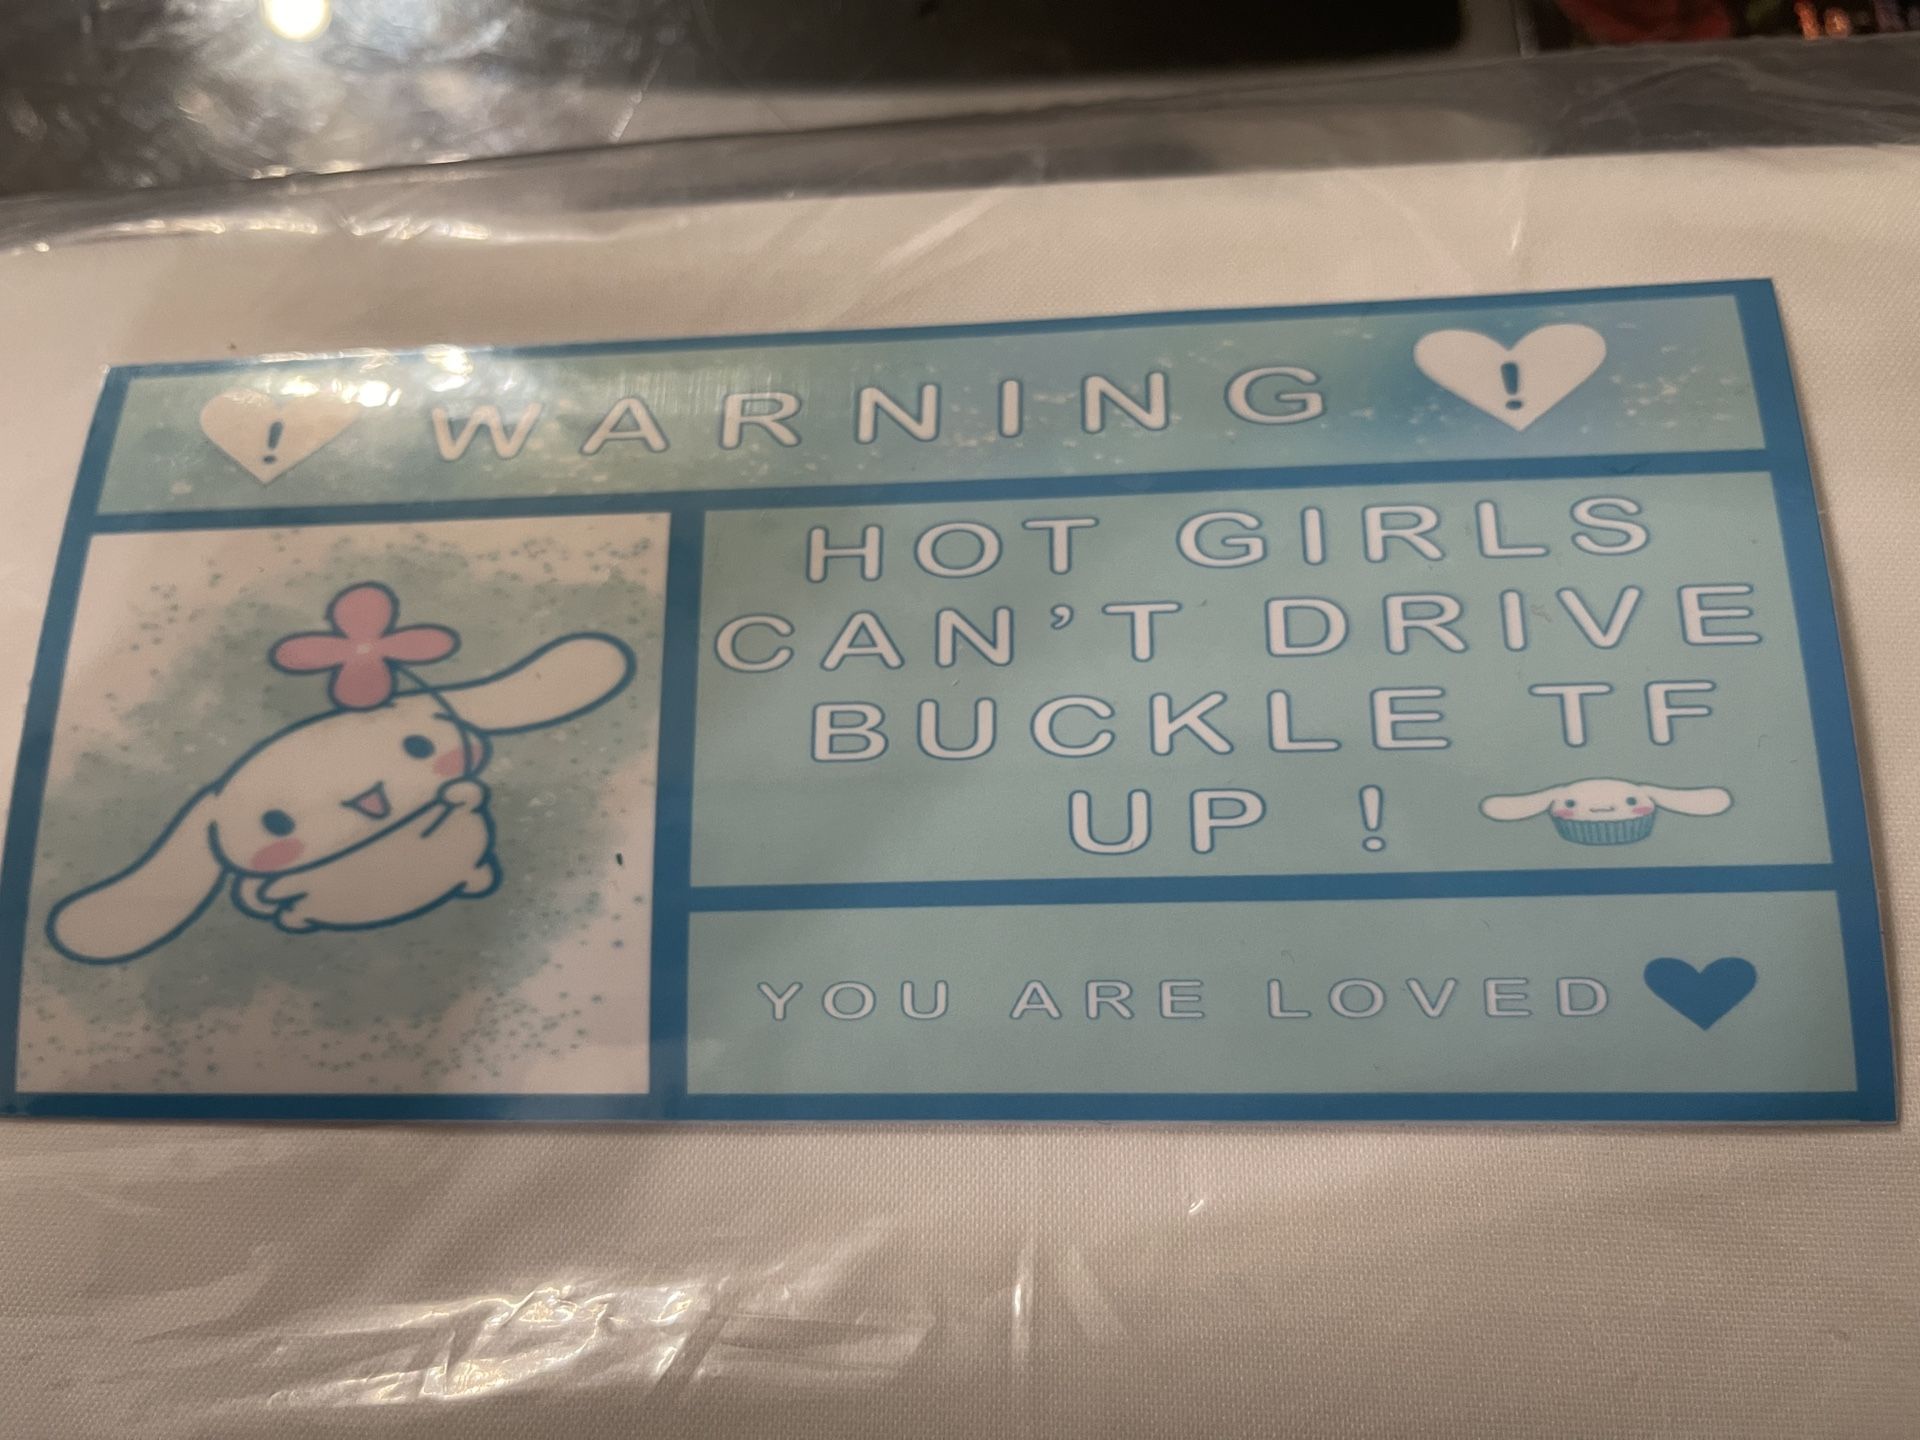 ! WARNING !
HOT GIRLS
CAN'T DRIVE
BUCKLE TF
UP !
YOU ARE LOVED